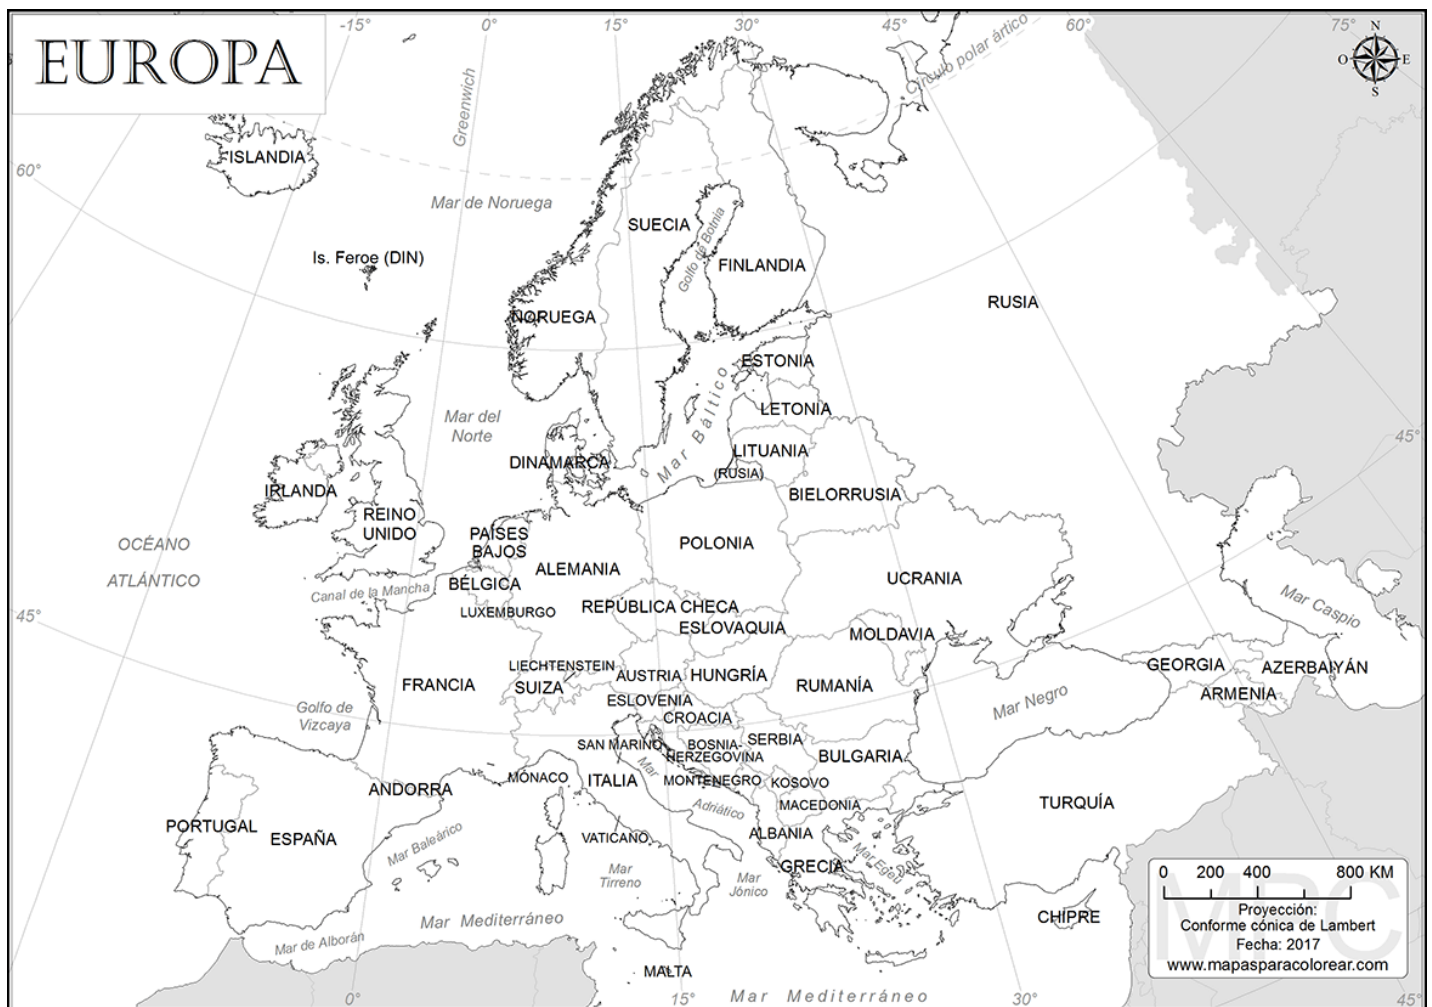 EUROPA
-15°
0°
15°
30°
45°
60°
75°
N
O
E
S
Greenwich
Círculo polar ártico
ISLANDIA
60°
Mar de Noruega
SUECIA
Golfo de Botnia
Is. Feroe (DIN)
FINLANDIA
RUSIA
NORUEGA
ESTONIA
Mar Báltico
LETONIA
Mar del
Norte
45°
LITUANIA
DINAMARCA
(RUSIA)
IRLANDA
BIELORRUSIA
REINO
UNIDO
PAÍSES
BAJOS
OCÉANO
ATLÁNTICO
POLONIA
ALEMANIA
UCRANIA
BÉLGICA
Canal de la Mancha
Mar Caspio
LUXEMBURGO
REPÚBLICA CHECA
45°
ESLOVAQUIA
MOLDAVIA
LIECHTENSTEIN
GEORGIA
AZERBAIYÁN
FRANCIA
SUIZA
AUSTRIA
HUNGRÍA
RUMANÍA
ARMENIA
ESLOVENIA
Mar Negro
Golfo de
Vizcaya
CROACIA
SAN MARINO
BOSNIA-
HERZEGOVINA
SERBIA
BULGARIA
MÓNACO
ITALIA
Mar
Adriático
MONTENEGRO
KOSOVO
ANDORRA
MACEDONIA
TURQUÍA
PORTUGAL
ESPAÑA
Mar Baleárico
VATICANO
ALBANIA
GRECIA
Mar Egeo
Mar
Tirreno
Mar
Jónico
CHIPRE
Mar Mediterráneo
Mar de Alborán
MALTA
Mar Mediterráneo
0°
15°
30°
45°
MPC
0 200 400 800 KM
Proyección:
Conforme cónica de Lambert
Fecha: 2017
www.mapasparacolorear.com